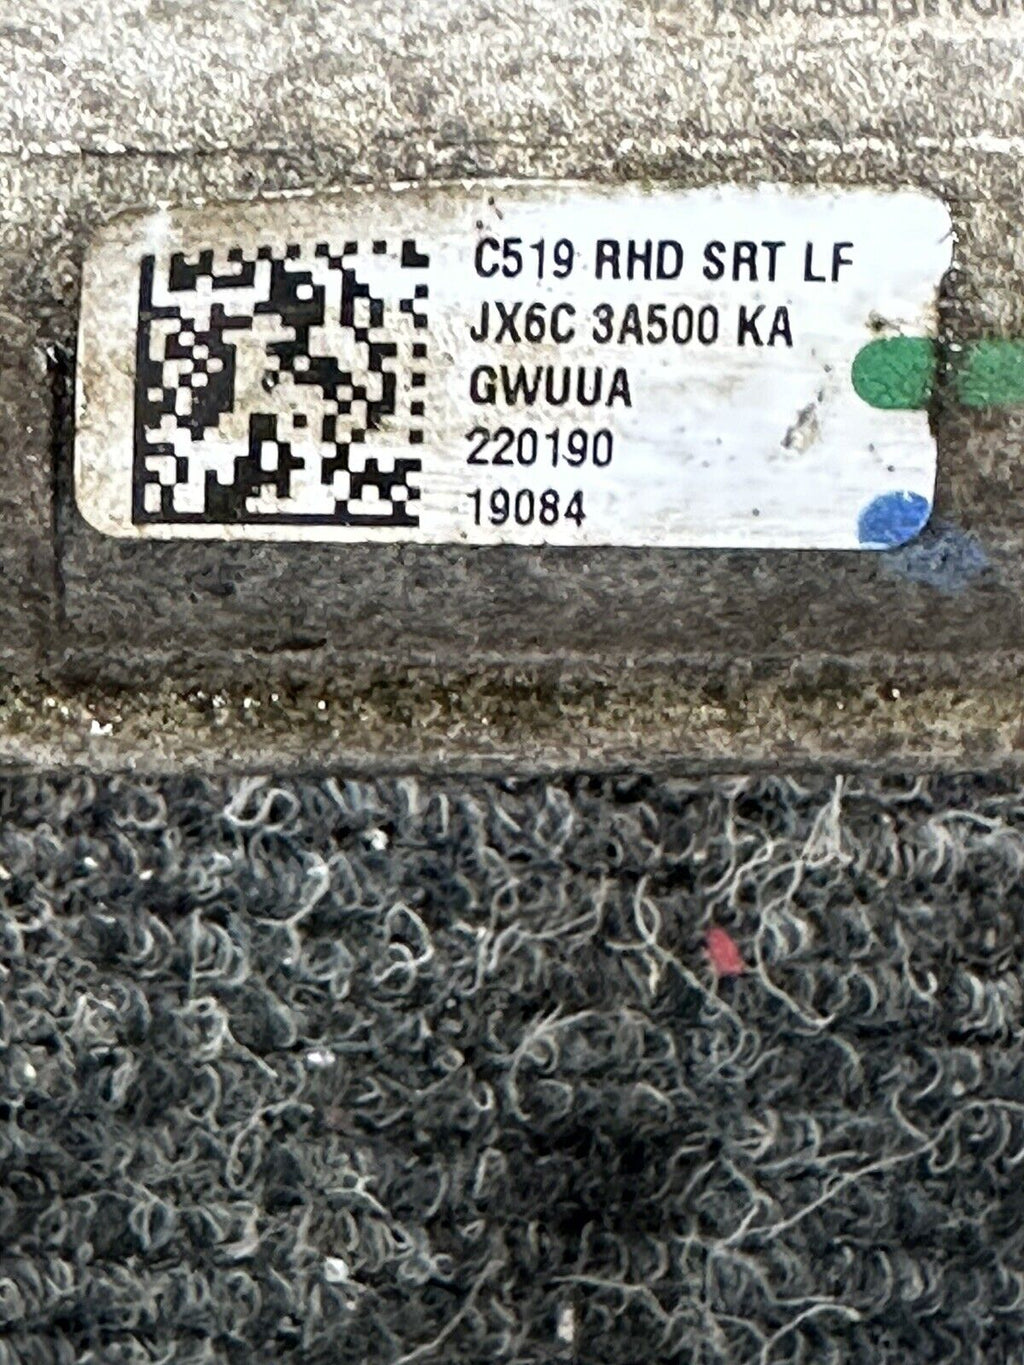 C519 RHD SRT LF
JX6C 3A500 KA
GWUUA
220190
19084